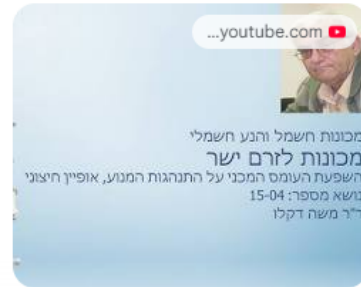 ...youtube.com
מכונות חשמל והנע חשמלי
מכונות לזרם ישר
השפעת העומס המכני על התנהגות המנוע, אופיין חיצוני
נושא מספר: 15-04
ד"ר משה דקלו